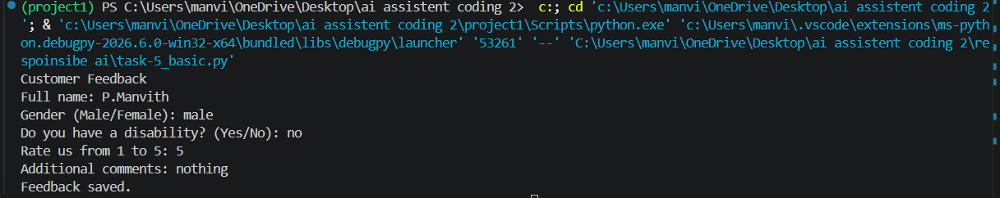 (project1) PS C:\Users\manvi\OneDrive\Desktop\ai assistent coding 2>  c:; cd 'c:\Users\manvi\OneDrive\Desktop\ai assistent coding 2
'; & 'c:\Users\manvi\OneDrive\Desktop\ai assistent coding 2\project1\Scripts\python.exe' 'c:\Users\manvi\.vscode\extensions\ms-pyth
on.debugpy-2026.6.0-win32-x64\bundled\libs\debugpy\launcher' '53261' '--' 'C:\Users\manvi\OneDrive\Desktop\ai assistent coding 2\re
spoinsibe ai\task-5_basic.py'
Customer Feedback
Full name: P.Manvith
Gender (Male/Female): male
Do you have a disability? (Yes/No): no
Rate us from 1 to 5: 5
Additional comments: nothing
Feedback saved.